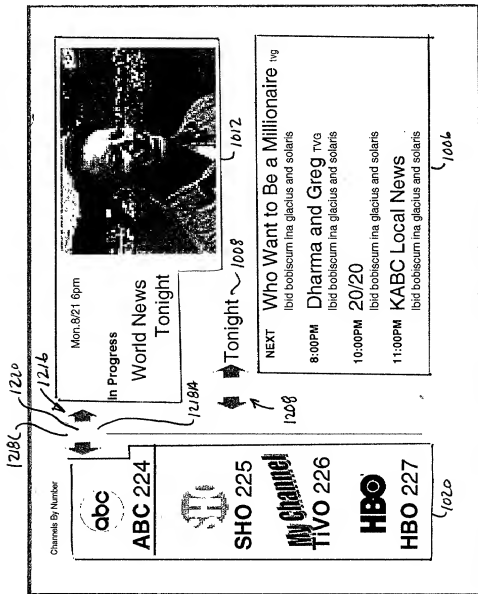 Channels By Number
abc
ABC 224
SHO
SHO 225
My Channel
TiVO 226
HBO
HBO 227
1020
1218C
1220
1216
1218A
Mon.8/21 6pm
In Progress
World News
Tonight
1012
Tonight
1008
1208
NEXT Who Want to Be a Millionaire tvg
Ibid bobiscum ina glacius and solaris
8:00PM Dharma and Greg TVG
Ibid bobiscum ina glacius and solaris
10:00PM 20/20
Ibid bobiscum ina glacius and solaris
11:00PM KABC Local News
Ibid bobiscum ina glacius and solaris
1006